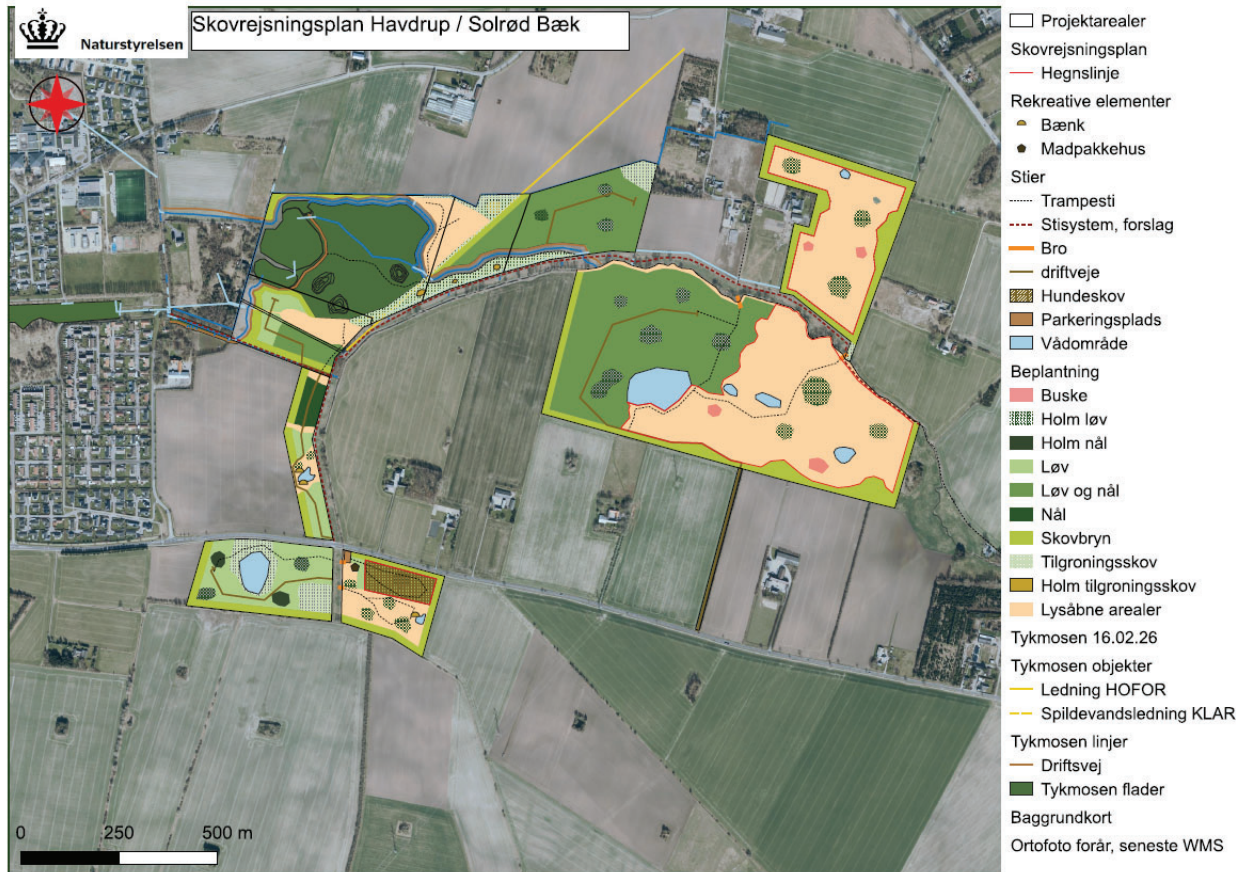 Naturstyrelsen
Skovrejsningsplan Havdrup / Solrød Bæk
0 250 500 m
Projektarealer
Skovrejsningsplan
Hegnslinje
Rekreative elementer
Bænk
Madpakkehus
Stier
Trampesti
Stisystem, forslag
Bro
driftveje
Hundeskov
Parkeringsplads
Vådområde
Beplantning
Buske
Holm løv
Holm nål
Løv
Løv og nål
Nål
Skovbryn
Tilgroningsskov
Holm tilgroningsskov
Lysåbne arealer
Tykmosen 16.02.26
Tykmosen objekter
Ledning HOFOR
Spildevandsledning KLAR
Tykmosen linjer
Driftsvej
Tykmosen flader
Baggrundkort
Ortofoto forår, seneste WMS